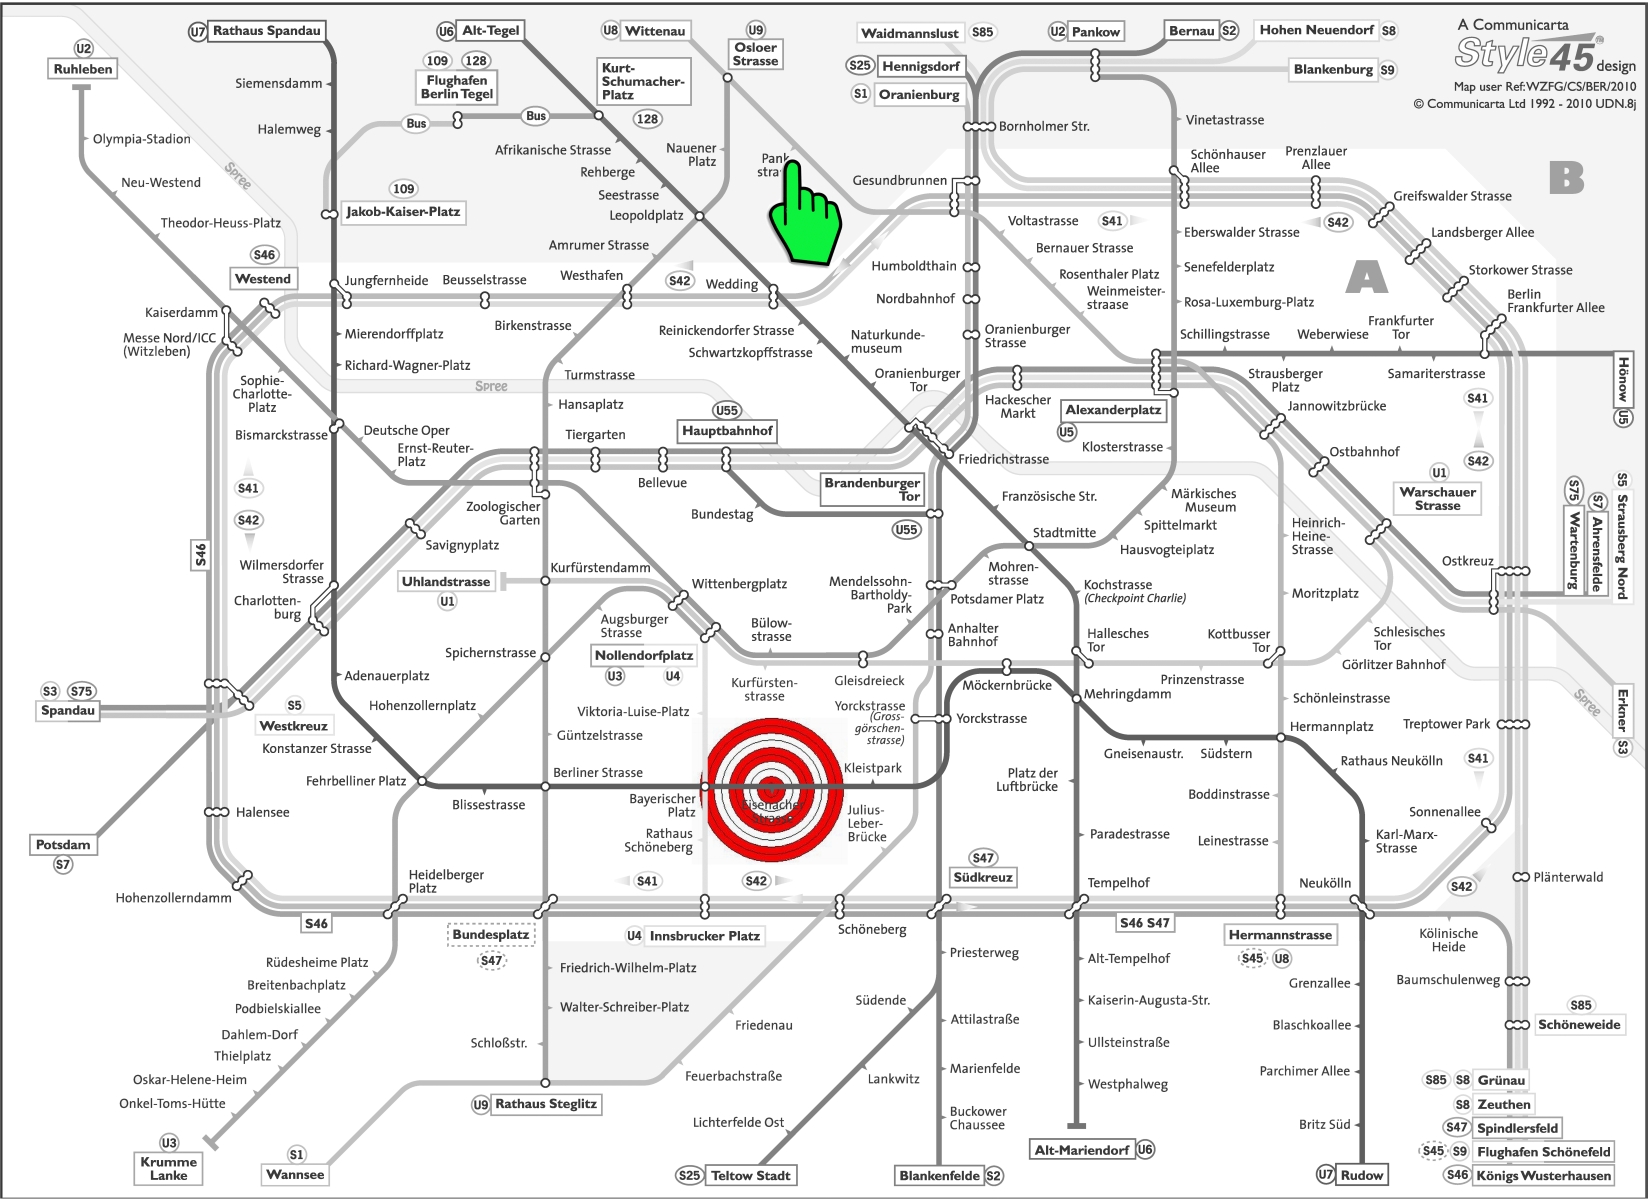 U7 Rathaus Spandau
U6 Alt-Tegel
U8 Wittenau
U9
Osloer
Strasse
Waidmannslust S85
U2 Pankow
Bernau S2
Hohen Neuendorf S8
A Communicarta
Style 45 design
TM
Map user Ref:WZFG/CS/BER/2010
© Communicarta Ltd 1992 - 2010 UDN.8j
U2
Ruhleben
109 128
Flughafen
Berlin Tegel
Kurt-
Schumacher-
Platz
128
S25 Hennigsdorf
S1 Oranienburg
Blankenburg S9
Siemensdamm
Halemweg
Bus
Bus
Olympia-Stadion
Neu-Westend
Theodor-Heuss-Platz
Spree
109
Jakob-Kaiser-Platz
Afrikanische Strasse
Rehberge
Seestrasse
Leopoldplatz
Nauener
Platz
Bornholmer Str.
Gesundbrunnen
Vinetastrasse
Schönhauser
Allee
Prenzlauer
Allee
B
Greifswalder Strasse
Landsberger Allee
Storkower Strasse
Berlin
Frankfurter Allee
S46
Westend
Amrumer Strasse
Jungfernheide
Beusselstrasse
Westhafen
S42
Wedding
Humboldthain
Nordbahnhof
Oranienburger
Strasse
Voltastrasse
Bernauer Strasse
Rosenthaler Platz
Weinmeister-
straase
S41
S42
Eberswalder Strasse
Senefelderplatz
Rosa-Luxemburg-Platz
A
Kaiserdamm
Messe Nord/ICC
(Witzleben)
Mierendorffplatz
Richard-Wagner-Platz
Birkenstrasse
Turmstrasse
Hansaplatz
Reinickendorfer Strasse
Schwartzkopffstrasse
Naturkunde-
museum
Oranienburger
Tor
Schillingstrasse
Weberwiese
Frankfurter
Tor
Strausberger
Platz
Samariterstrasse
Hönow U5
Sophie-
Charlotte-
Platz
Bismarckstrasse
Deutsche Oper
Ernst-Reuter-
Platz
Spree
Tiergarten
U55
Hauptbahnhof
Bellevue
Bundestag
Hackescher
Markt
Alexanderplatz
U5
Klosterstrasse
Jannowitzbrücke
Ostbahnhof
S41
S42
S41
S42
Zoologischer
Garten
Savignyplatz
Brandenburger
Tor
U55
Friedrichstrasse
Französische Str.
Stadtmitte
Märkisches
Museum
Spittelmarkt
Hausvogteiplatz
Heinrich-
Heine-
Strasse
U1
Warschauer
Strasse
Ostkreuz
S75 Wartenburg
S7 Ahrensfelde
S5 Strausberg Nord
S46
Wilmersdorfer
Strasse
Charlotten-
burg
Uhlandstrasse
U1
Kurfürstendamm
Wittenbergplatz
Augsburger
Strasse
Spichernstrasse
Nollendorfplatz
U3 U4
Bülow-
strasse
Kurfürsten-
strasse
Mendelssohn-
Bartholdy-
Park
Mohren-
strasse
Potsdamer Platz
Anhalter
Bahnhof
Gleisdreieck
Kochstrasse
(Checkpoint Charlie)
Hallesches
Tor
Kottbusser
Tor
Moritzplatz
Schlesisches
Tor
Görlitzer Bahnhof
Prinzenstrasse
Möckernbrücke
Mehringdamm
Spree
Erkner S3
S3 S75
Spandau
Adenauerplatz
Hohenzollernplatz
S5
Westkreuz
Konstanzer Strasse
Viktoria-Luise-Platz
Güntzelstrasse
Yorckstrasse
(Gross-
görschen-
strasse)
Yorckstrasse
Schönleinstrasse
Hermannplatz
Treptower Park
Fehrbelliner Platz
Blissestrasse
Berliner Strasse
Bayerischer
Platz
Rathaus
Schöneberg
Eisenacher
Strasse
Kleistpark
Julius-
Leber-
Brücke
Platz der
Luftbrücke
Paradestrasse
Gneisenaustr.
Südstern
Boddinstrasse
Leinestrasse
Rathaus Neukölln
Karl-Marx-
Strasse
S41
Sonnenallee
Halensee
Potsdam
S7
Hohenzollerndamm
Heidelberger
Platz
S46
Bundesplatz
S47
S41
S42
U4 Innsbrucker Platz
Schöneberg
S47
Südkreuz
Tempelhof
S46 S47
Hermannstrasse
S45 U8
Neukölln
S42
Plänterwald
Kölinische
Heide
Baumschulenweg
S85
Schöneweide
Rüdesheime Platz
Breitenbachplatz
Podbielskiallee
Dahlem-Dorf
Thielplatz
Oskar-Helene-Heim
Onkel-Toms-Hütte
U3
Krumme
Lanke
Friedrich-Wilhelm-Platz
Walter-Schreiber-Platz
Schloßstr.
U9 Rathaus Steglitz
S1
Wannsee
Friedenau
Feuerbachstraße
Südende
Lankwitz
Lichterfelde Ost
S25 Teltow Stadt
Priesterweg
Attilastraße
Marienfelde
Buckower
Chaussee
Blankenfelde S2
Alt-Tempelhof
Kaiserin-Augusta-Str.
Ullsteinstraße
Westphalweg
Alt-Mariendorf U6
Grenzallee
Blaschkoallee
Parchimer Allee
Britz Süd
U7 Rudow
S85 S8 Grünau
S8 Zeuthen
S47 Spindlersfeld
S45 S9 Flughafen Schönefeld
S46 Königs Wusterhausen